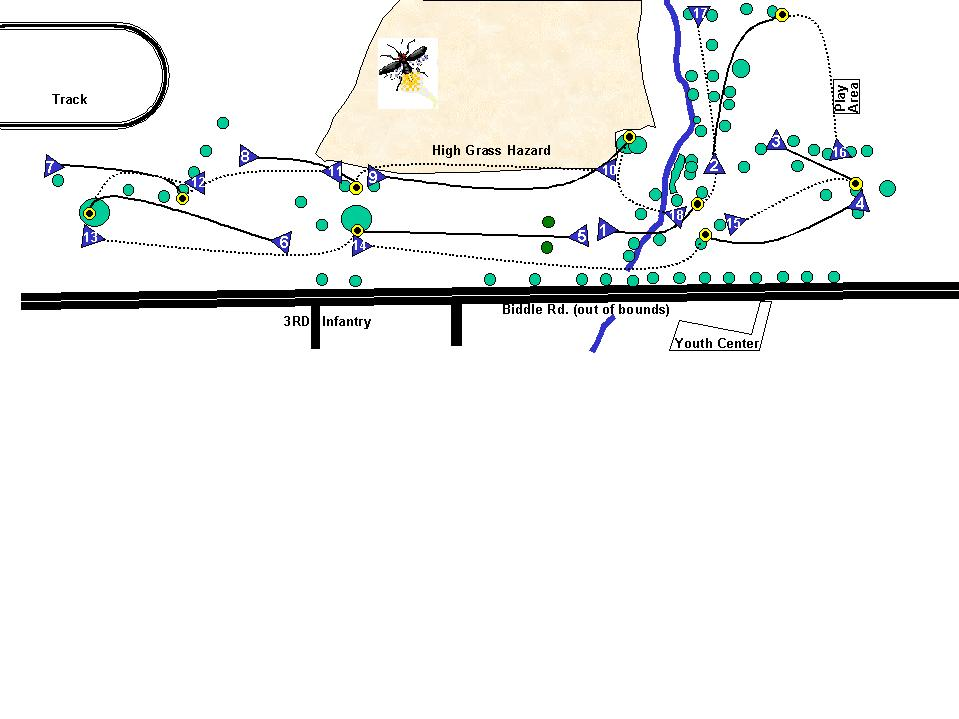 17
Track
Play
Area
3
16
High Grass Hazard
8
7
2
11
9
10
12
4
18
15
1
13
6
14
5
Biddle Rd. (out of bounds)
3RD Infantry
Youth Center